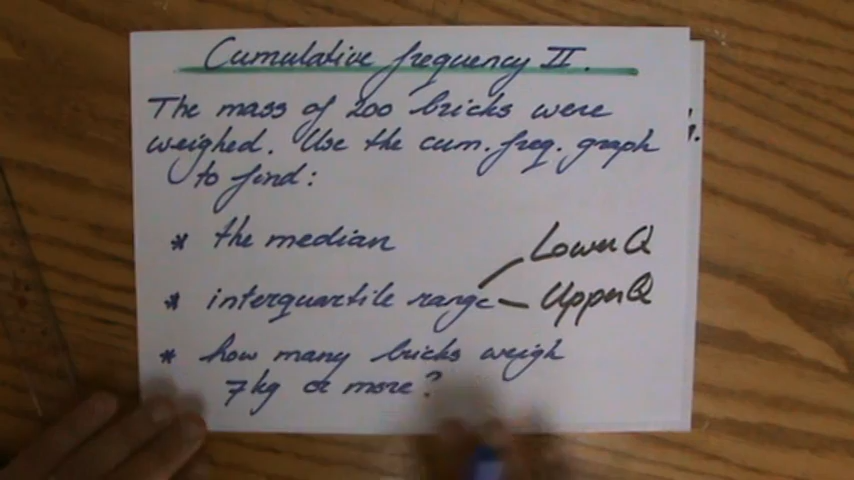 Cumulative frequency II.
The mass of 200 bricks were
weighed. Use the cum. freq. graph
to find:
* the median
* interquartile range
Lower Q
Upper Q
* how many bricks weigh
7kg or more?